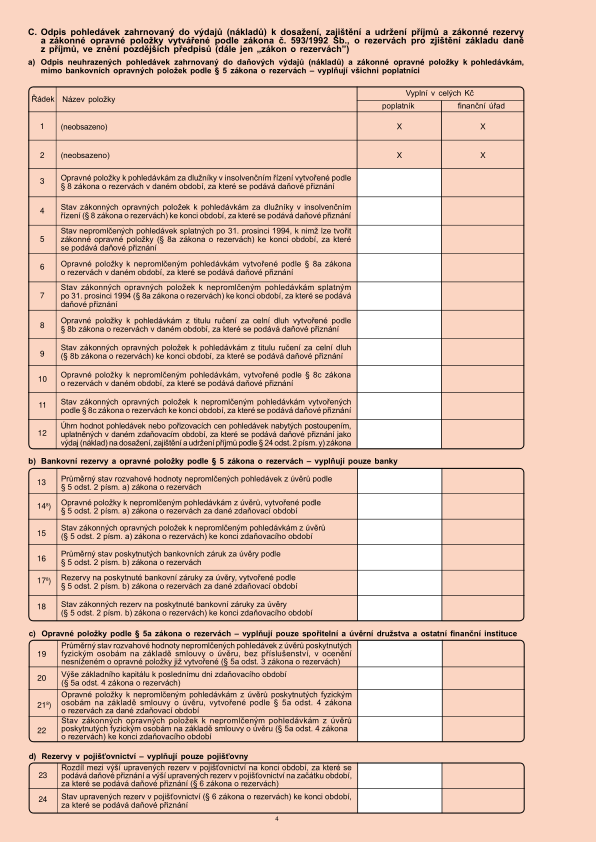 C. Odpis pohledávek zahrnovaný do výdajů (nákladů) k dosažení, zajištění a udržení příjmů a zákonné rezervy
a zákonné opravné položky vytvářené podle zákona č. 593/1992 Sb., o rezervách pro zjištění základu daně
z příjmů, ve znění pozdějších předpisů (dále jen „zákon o rezervách")
a) Odpis neuhrazených pohledávek zahrnovaný do daňových výdajů (nákladů) a zákonné opravné položky k pohledávkám,
mimo bankovních opravných položek podle § 5 zákona o rezervách – vyplňují všichni poplatníci
Řádek Název položky
Vyplní v celých Kč
poplatník finanční úřad
1 (neobsazeno) X X
2 (neobsazeno) X X
3 Opravné položky k pohledávkám za dlužníky v insolvenčním řízení vytvořené podle
§ 8 zákona o rezervách v daném období, za které se podává daňové přiznání
4 Stav zákonných opravných položek k pohledávkám za dlužníky v insolvenčním
řízení (§ 8 zákona o rezervách) ke konci období, za které se podává daňové přiznání
5 Stav nepromlčených pohledávek splatných po 31. prosinci 1994, k nimž lze tvořit
zákonné opravné položky (§ 8a zákona o rezervách) ke konci období, za které
se podává daňové přiznání
6 Opravné položky k nepromlčeným pohledávkám vytvořené podle § 8a zákona
o rezervách v daném období, za které se podává daňové přiznání
7 Stav zákonných opravných položek k nepromlčeným pohledávkám splatným
po 31. prosinci 1994 (§ 8a zákona o rezervách) ke konci období, za které se podává
daňové přiznání
8 Opravné položky k pohledávkám z titulu ručení za celní dluh vytvořené podle
§ 8b zákona o rezervách v daném období, za které se podává daňové přiznání
9 Stav zákonných opravných položek k pohledávkám z titulu ručení za celní dluh
(§ 8b zákona o rezervách) ke konci období, za které se podává daňové přiznání
10 Opravné položky k nepromlčeným pohledávkám, vytvořené podle § 8c zákona
o rezervách v daném období, za které se podává daňové přiznání
11 Stav zákonných opravných položek k nepromlčeným pohledávkám vytvořených
podle § 8c zákona o rezervách ke konci období, za které se podává daňové přiznání
12 Úhrn hodnot pohledávek nebo pořizovacích cen pohledávek nabytých postoupením,
uplatněných v daném zdaňovacím období, za které se podává daňové přiznání jako
výdaj (náklad) na dosažení, zajištění a udržení příjmů podle § 24 odst. 2 písm. y) zákona
b) Bankovní rezervy a opravné položky podle § 5 zákona o rezervách – vyplňují pouze banky
13 Průměrný stav rozvahové hodnoty nepromlčených pohledávek z úvěrů podle
§ 5 odst. 2 písm. a) zákona o rezervách
14⁸) Opravné položky k nepromlčeným pohledávkám z úvěrů, vytvořené podle
§ 5 odst. 2 písm. a) zákona o rezervách za dané zdaňovací období
15 Stav zákonných opravných položek k nepromlčeným pohledávkám z úvěrů
(§ 5 odst. 2 písm. a) zákona o rezervách) ke konci zdaňovacího období
16 Průměrný stav poskytnutých bankovních záruk za úvěry podle
§ 5 odst. 2 písm. b) zákona o rezervách
17⁸) Rezervy na poskytnuté bankovní záruky za úvěry, vytvořené podle
§ 5 odst. 2 písm. b) zákona o rezervách za dané zdaňovací období
18 Stav zákonných rezerv na poskytnuté bankovní záruky za úvěry
(§ 5 odst. 2 písm. b) zákona o rezervách) ke konci zdaňovacího období
c) Opravné položky podle § 5a zákona o rezervách – vyplňují pouze spořitelní a úvěrní družstva a ostatní finanční instituce
19 Průměrný stav rozvahové hodnoty nepromlčených pohledávek z úvěrů poskytnutých
fyzickým osobám na základě smlouvy o úvěru, bez příslušenství, v ocenění
nesníženém o opravné položky již vytvořené (§ 5a odst. 3 zákona o rezervách)
20 Výše základního kapitálu k poslednímu dni zdaňovacího období
(§ 5a odst. 4 zákona o rezervách)
21⁸) Opravné položky k nepromlčeným pohledávkám z úvěrů poskytnutých fyzickým
osobám na základě smlouvy o úvěru, vytvořené podle § 5a odst. 4 zákona
o rezervách za dané zdaňovací období
22 Stav zákonných opravných položek k nepromlčeným pohledávkám z úvěrů
poskytnutých fyzickým osobám na základě smlouvy o úvěru (§ 5a odst. 4 zákona
o rezervách) ke konci zdaňovacího období
d) Rezervy v pojišťovnictví – vyplňují pouze pojišťovny
23 Rozdíl mezi výší upravených rezerv v pojišťovnictví na konci období, za které se
podává daňové přiznání a výší upravených rezerv v pojišťovnictví na začátku období,
za které se podává daňové přiznání (§ 6 zákona o rezervách)
24 Stav upravených rezerv v pojišťovnictví (§ 6 zákona o rezervách) ke konci období,
za které se podává daňové přiznání
4